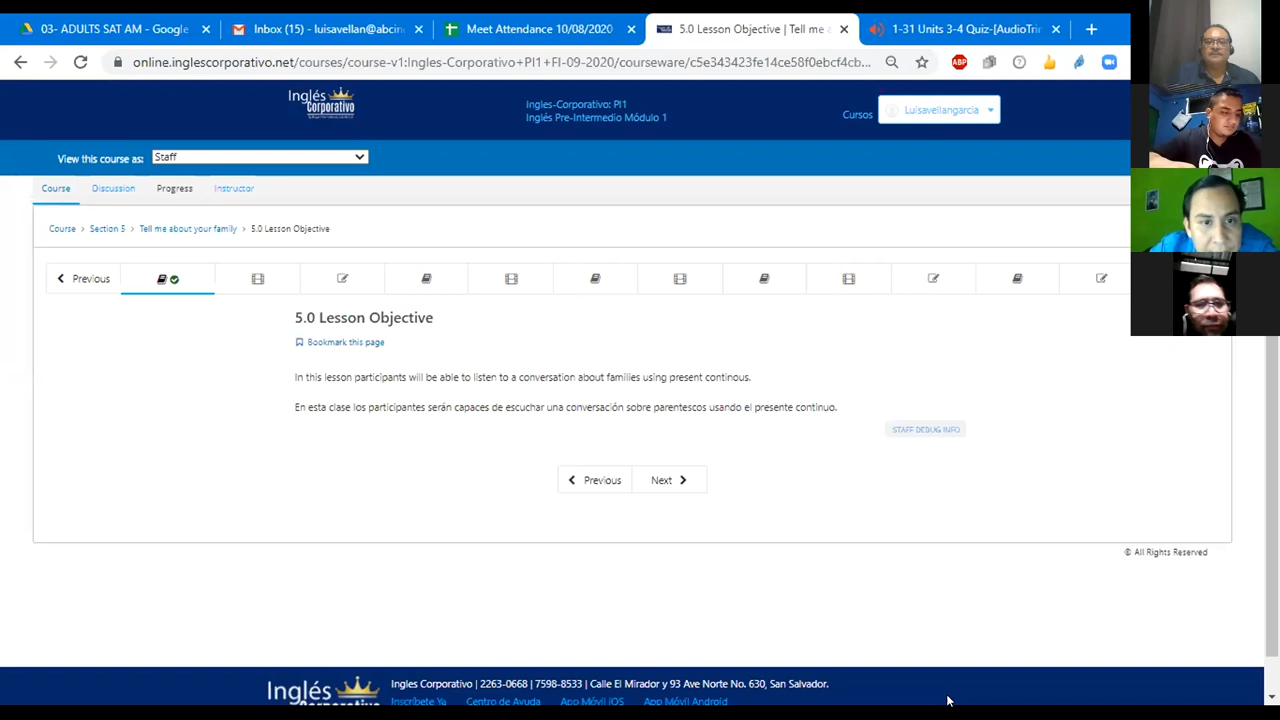 03- ADULTS SAT AM - Google
Inbox (15) - luisavellan@abcin
Meet Attendance 10/08/2020
5.0 Lesson Objective | Tell me a
1-31 Units 3-4 Quiz-[AudioTri
online.inglescorporativo.net/courses/course-v1:Ingles-Corporativo+PI1+FI-09-2020/courseware/c5e343423fe14ce58f0ebcf4cb...
ABP
Inglés
Corporativo
Ingles-Corporativo: PI1
Inglés Pre-Intermedio Módulo 1
Cursos
Luisavellangarcia
View this course as:
Staff
Course
Discussion
Progress
Instructor
Course > Section 5 > Tell me about your family > 5.0 Lesson Objective
Previous
5.0 Lesson Objective
Bookmark this page
In this lesson participants will be able to listen to a conversation about families using present continous.
En esta clase los participantes serán capaces de escuchar una conversación sobre parentescos usando el presente continuo.
STAFF DEBUG INFO
Previous
Next
© All Rights Reserved
Inglés
Corporativo
Ingles Corporativo | 2263-0668 | 7598-8533 | Calle El Mirador y 93 Ave Norte No. 630, San Salvador.
Inscríbete Ya
Centro de Ayuda
App Móvil iOS
App Móvil Android